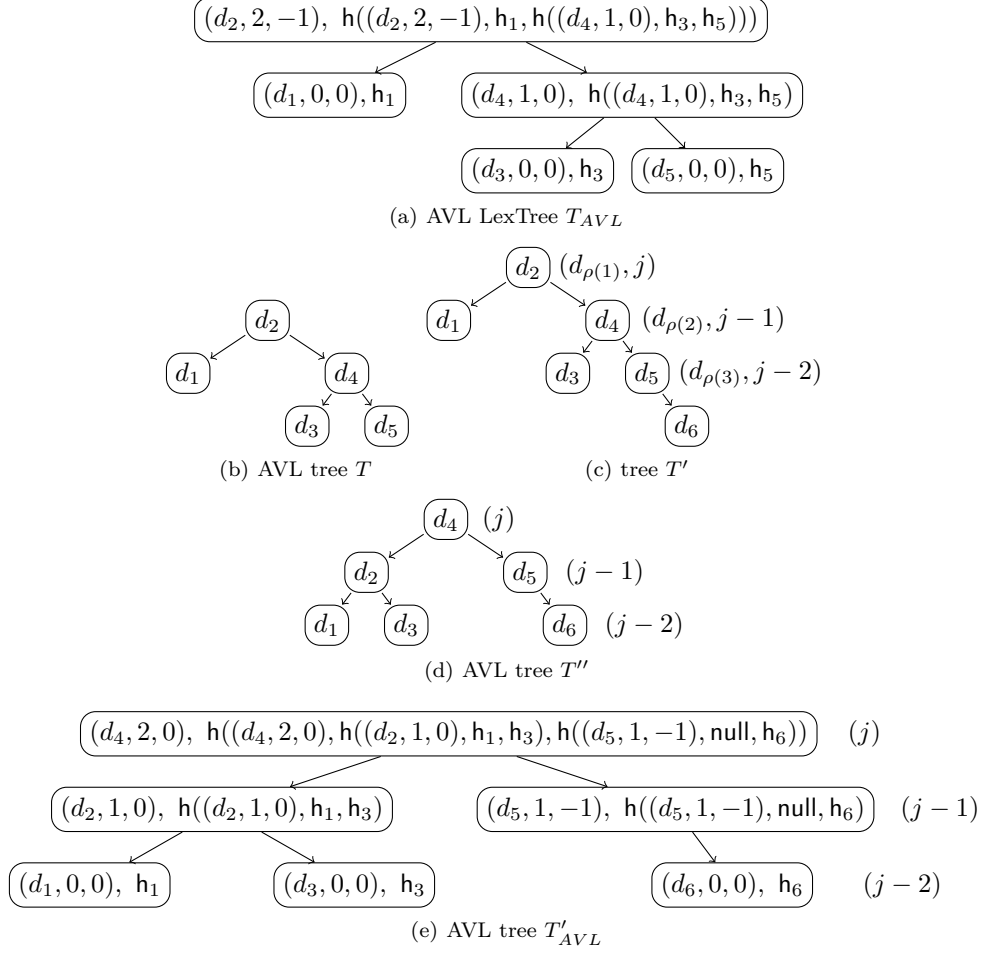 (d₂, 2, −1), h((d₂, 2, −1), h₁, h((d₄, 1, 0), h₃, h₅)))
(d₁, 0, 0), h₁
(d₄, 1, 0), h((d₄, 1, 0), h₃, h₅)
(d₃, 0, 0), h₃
(d₅, 0, 0), h₅
(a) AVL LexTree T_{AVL}
d₂
d₁
d₄
d₃
d₅
(b) AVL tree T
d₂ (d_{ρ(1)}, j)
d₁
d₄ (d_{ρ(2)}, j − 1)
d₃
d₅ (d_{ρ(3)}, j − 2)
d₆
(c) tree T′
d₄ (j)
d₂
d₅ (j − 1)
d₁
d₃
d₆ (j − 2)
(d) AVL tree T′′
(d₄, 2, 0), h((d₄, 2, 0), h((d₂, 1, 0), h₁, h₃), h((d₅, 1, −1), null, h₆)) (j)
(d₂, 1, 0), h((d₂, 1, 0), h₁, h₃)
(d₅, 1, −1), h((d₅, 1, −1), null, h₆) (j − 1)
(d₁, 0, 0), h₁
(d₃, 0, 0), h₃
(d₆, 0, 0), h₆ (j − 2)
(e) AVL tree T′_{AVL}